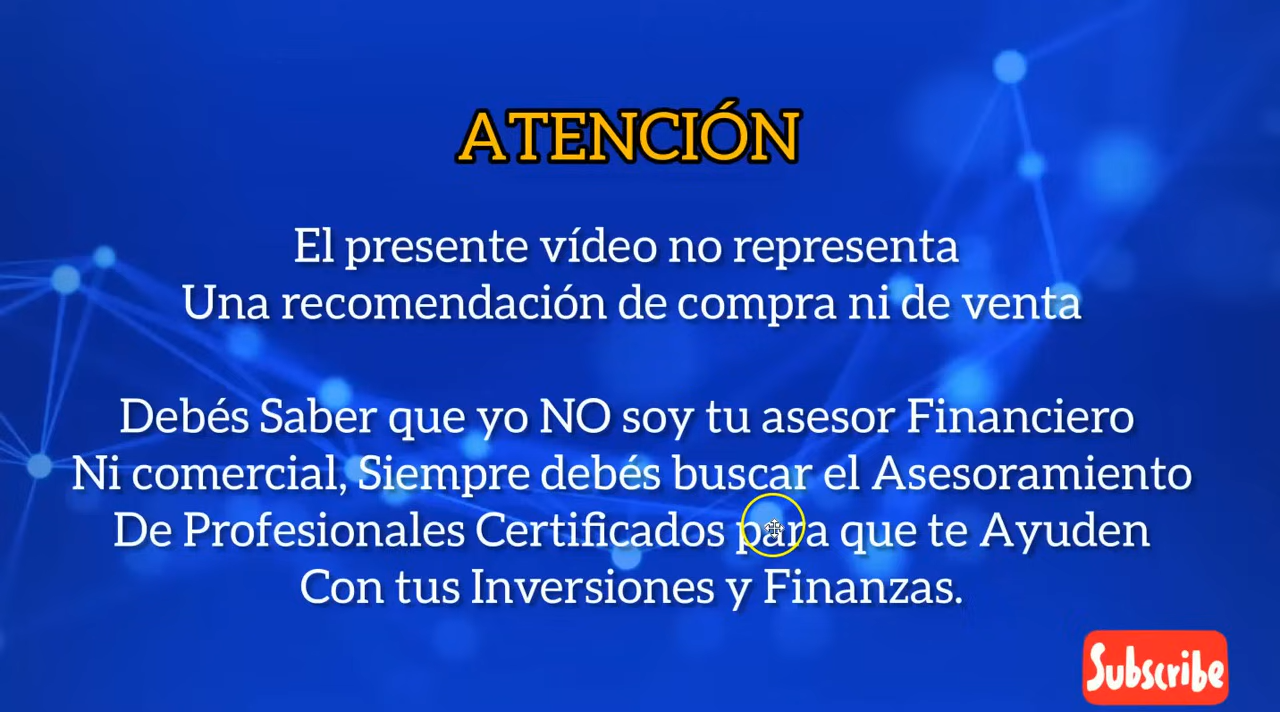 ATENCIÓN
El presente vídeo no representa
Una recomendación de compra ni de venta
Debés Saber que yo NO soy tu asesor Financiero
Ni comercial, Siempre debés buscar el Asesoramiento
De Profesionales Certificados para que te Ayuden
Con tus Inversiones y Finanzas.
Subscribe